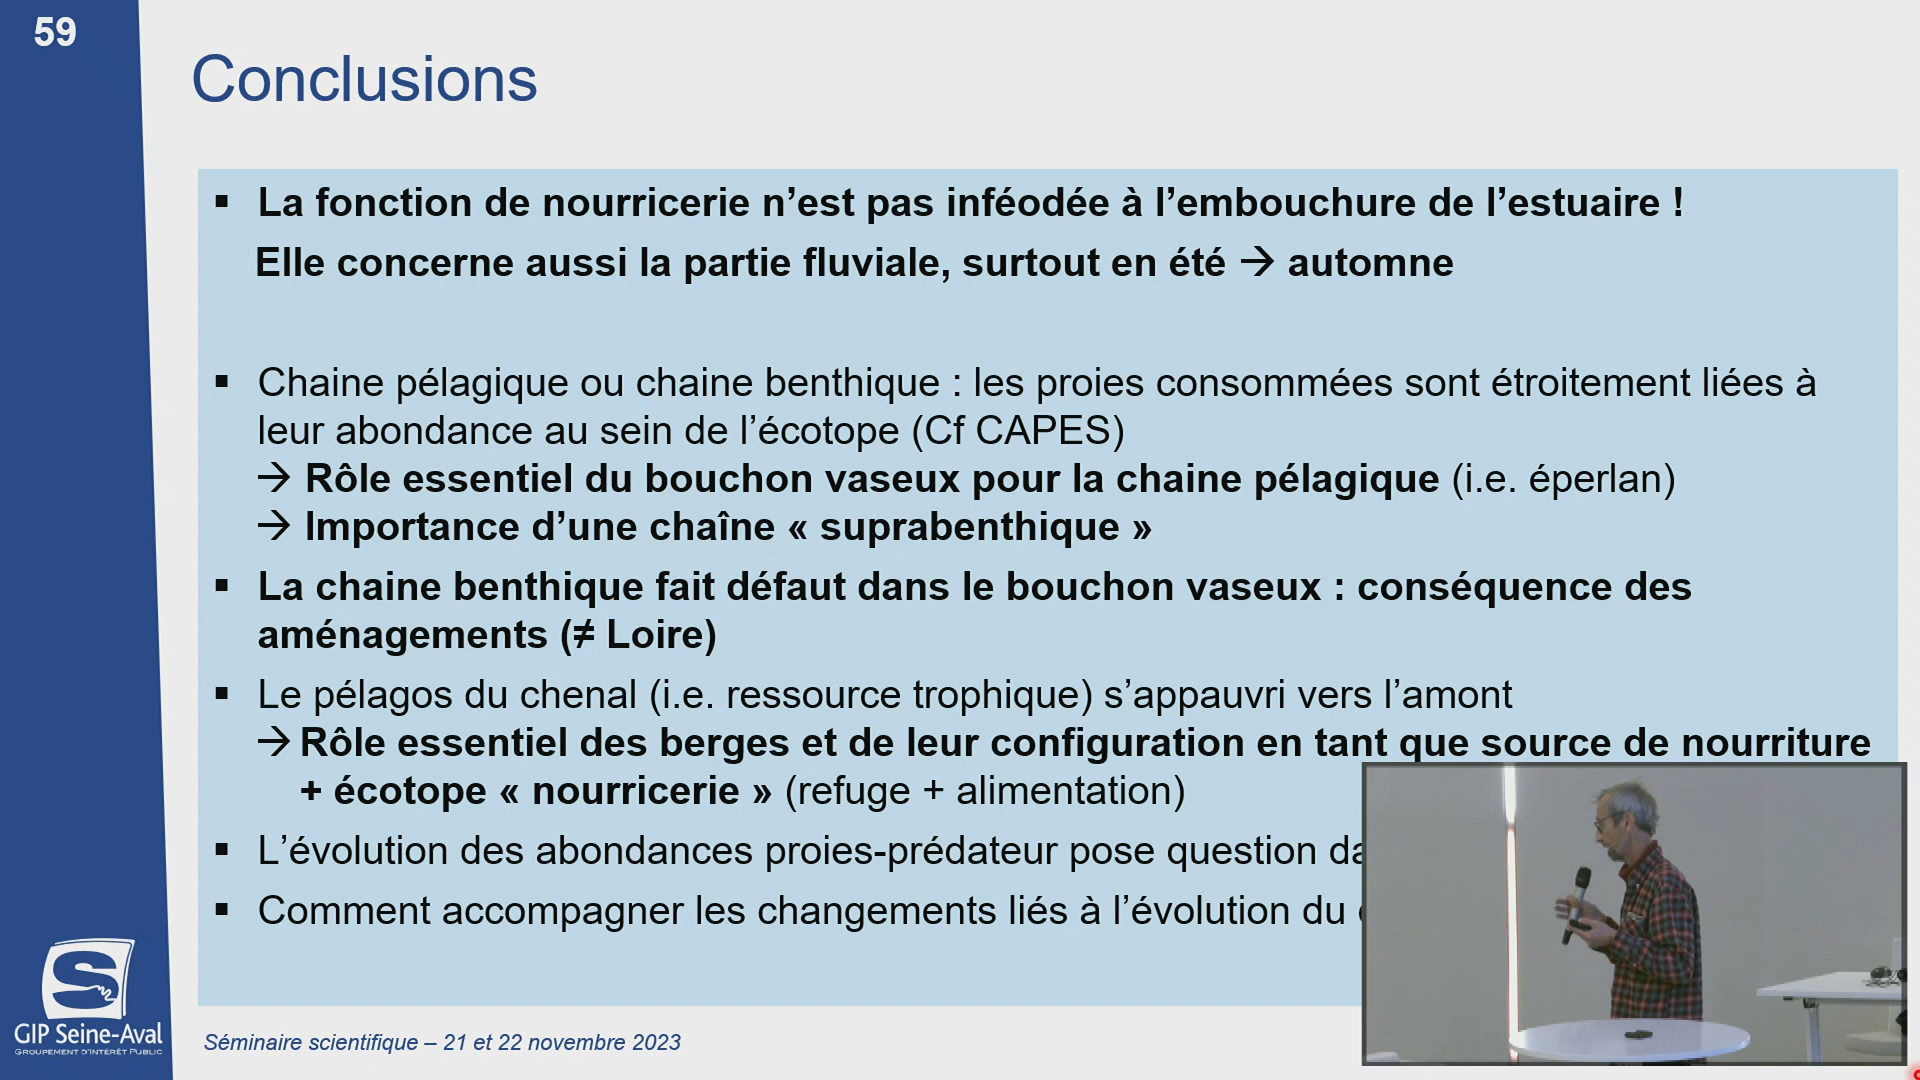 59
Conclusions
▪ La fonction de nourricerie n’est pas inféodée à l’embouchure de l’estuaire !
Elle concerne aussi la partie fluviale, surtout en été → automne
▪ Chaine pélagique ou chaine benthique : les proies consommées sont étroitement liées à
leur abondance au sein de l’écotope (Cf CAPES)
→ Rôle essentiel du bouchon vaseux pour la chaine pélagique (i.e. éperlan)
→ Importance d’une chaîne « suprabenthique »
▪ La chaine benthique fait défaut dans le bouchon vaseux : conséquence des
aménagements (≠ Loire)
▪ Le pélagos du chenal (i.e. ressource trophique) s’appauvri vers l’amont
→ Rôle essentiel des berges et de leur configuration en tant que source de nourriture
+ écotope « nourricerie » (refuge + alimentation)
▪ L’évolution des abondances proies-prédateur pose question
▪ Comment accompagner les changements liés à l’évolution du
S
GIP Seine-Aval
GROUPEMENT D'INTÉRÊT PUBLIC
Séminaire scientifique – 21 et 22 novembre 2023